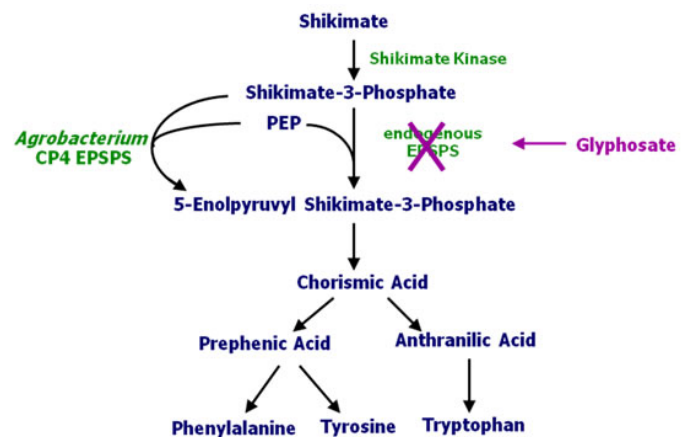 Shikimate
Shikimate Kinase
Shikimate-3-Phosphate
PEP
Agrobacterium
CP4 EPSPS
endogenous
EPSPS
Glyphosate
5-Enolpyruvyl Shikimate-3-Phosphate
Chorismic Acid
Prephenic Acid
Anthranilic Acid
Phenylalanine
Tyrosine
Tryptophan